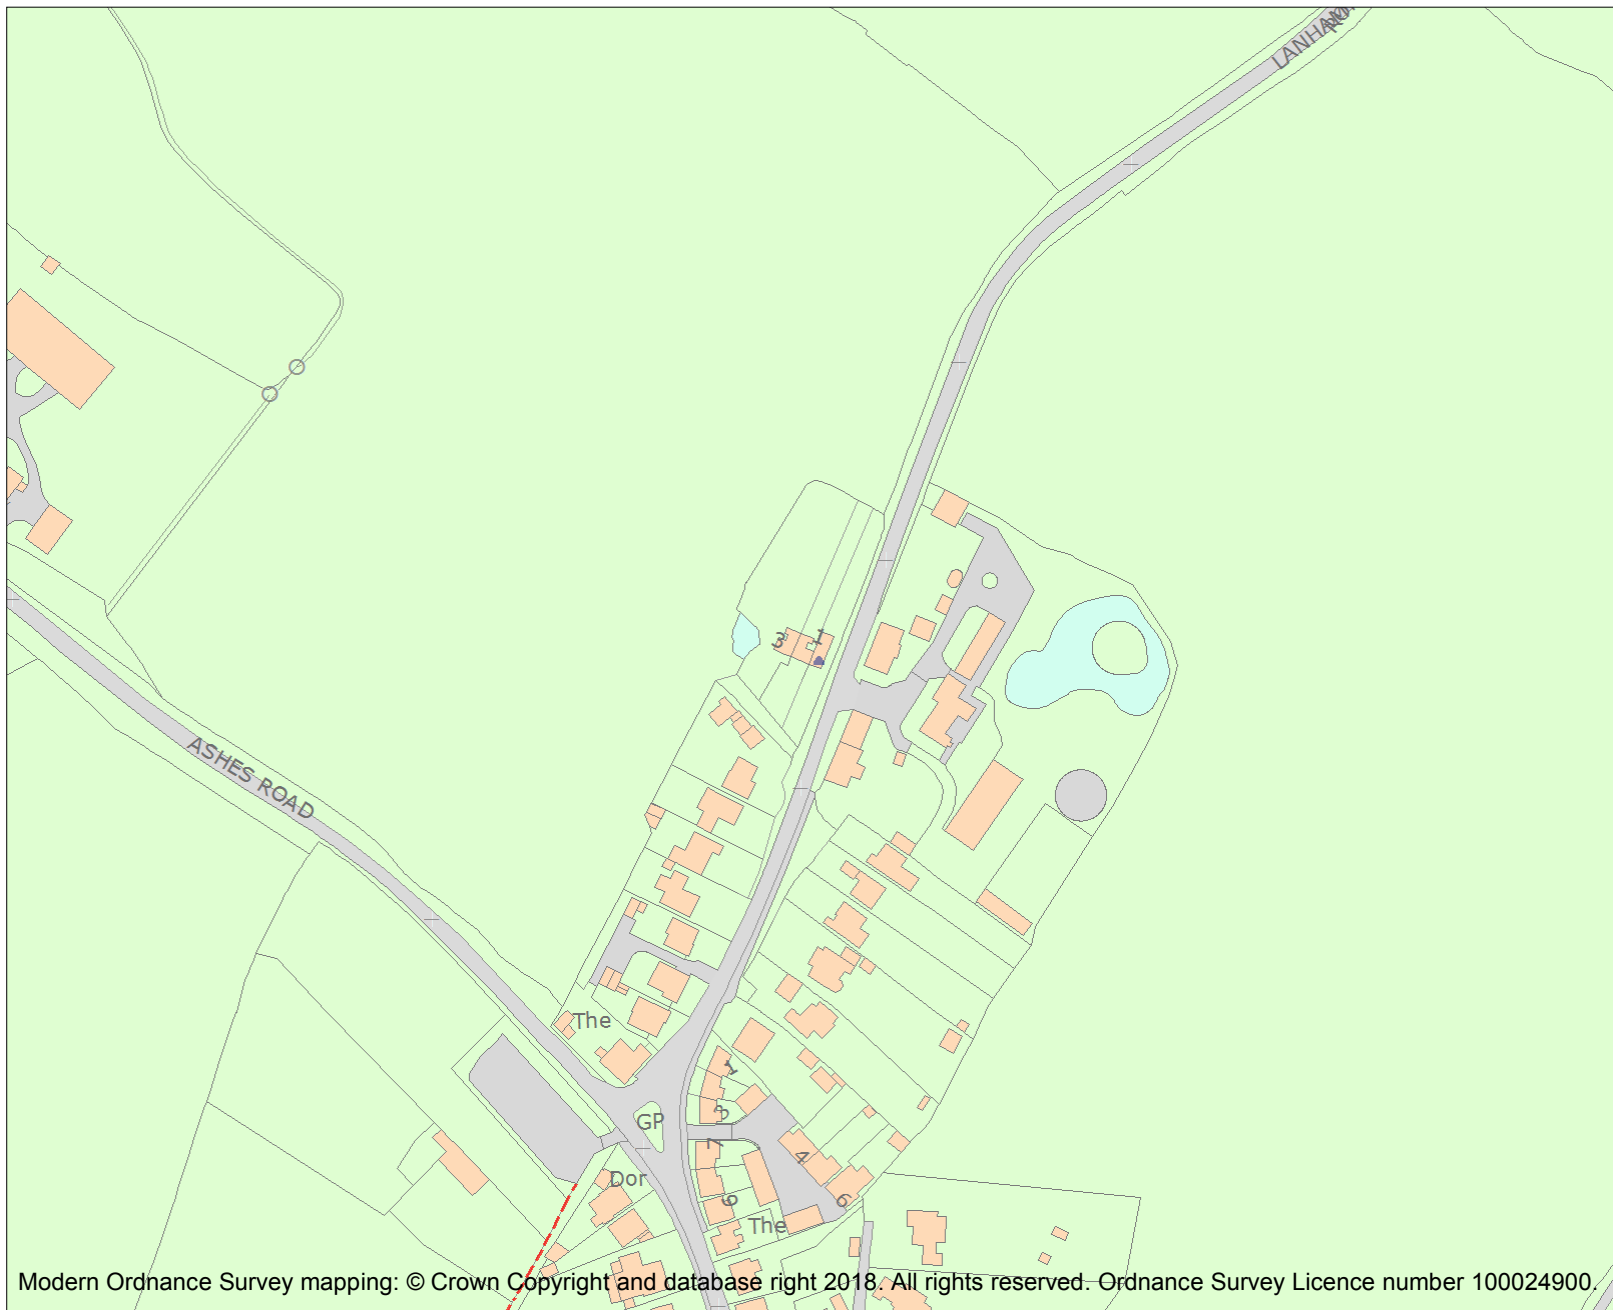 LANHAM
3
1
ASHES ROAD
The
1
GP
3
7
4
Dor
9
6
The
Modern Ordnance Survey mapping: © Crown Copyright and database right 2018. All rights reserved. Ordnance Survey Licence number 100024900.